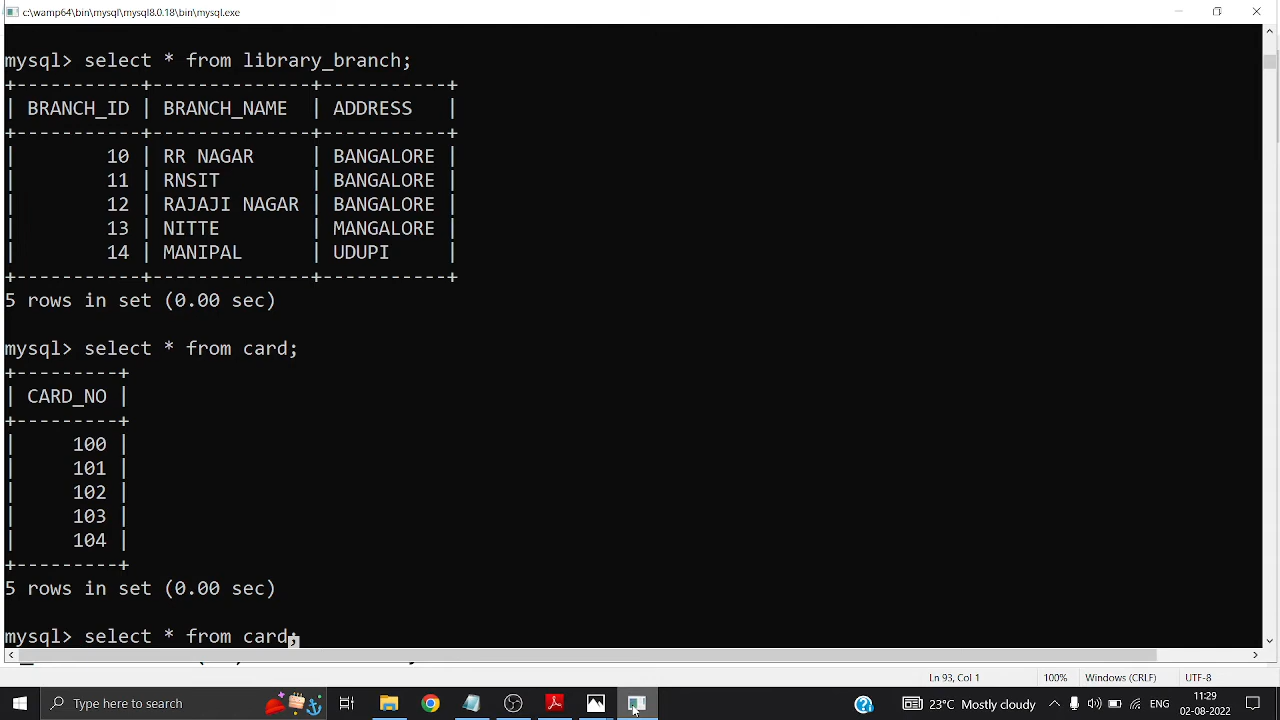 c:\wamp64\bin\mysql\mysql8.0.18\bin\mysql.exe
mysql> select * from library_branch;
+-----------+--------------+-----------+
| BRANCH_ID | BRANCH_NAME  | ADDRESS   |
+-----------+--------------+-----------+
|        10 | RR NAGAR     | BANGALORE |
|        11 | RNSIT        | BANGALORE |
|        12 | RAJAJI NAGAR | BANGALORE |
|        13 | NITTE        | MANGALORE |
|        14 | MANIPAL      | UDUPI     |
+-----------+--------------+-----------+
5 rows in set (0.00 sec)
mysql> select * from card;
+---------+
| CARD_NO |
+---------+
|     100 |
|     101 |
|     102 |
|     103 |
|     104 |
+---------+
5 rows in set (0.00 sec)
mysql> select * from card;
Ln 93, Col 1 100% Windows (CRLF) UTF-8
Type here to search 23°C Mostly cloudy ENG 11:29
02-08-2022